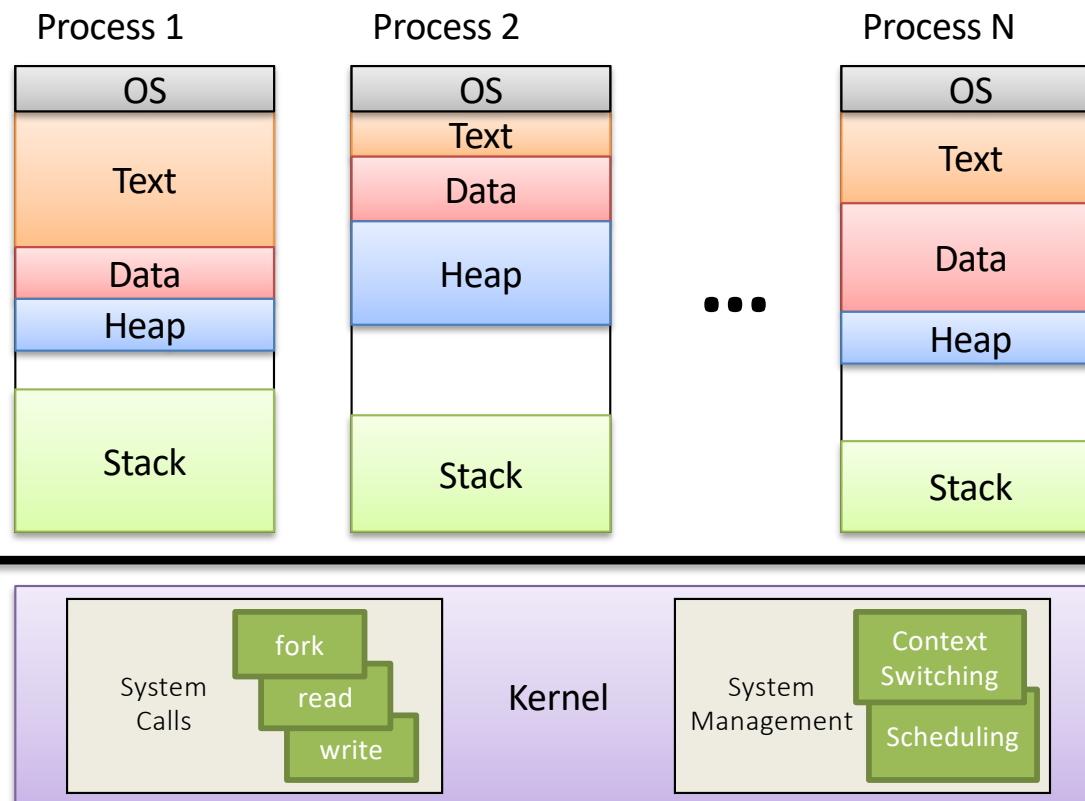 Process 1
OS
Text
Data
Heap
Stack
Process 2
OS
Text
Data
Heap
Stack
...
Process N
OS
Text
Data
Heap
Stack
System
Calls
fork
read
write
Kernel
System
Management
Context
Switching
Scheduling